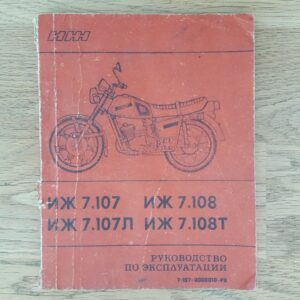 ИЖ 7.107 ИЖ 7.108
ИЖ 7.107Л ИЖ 7.108Т
РУКОВОДСТВО
ПО ЭКСПЛУАТАЦИИ